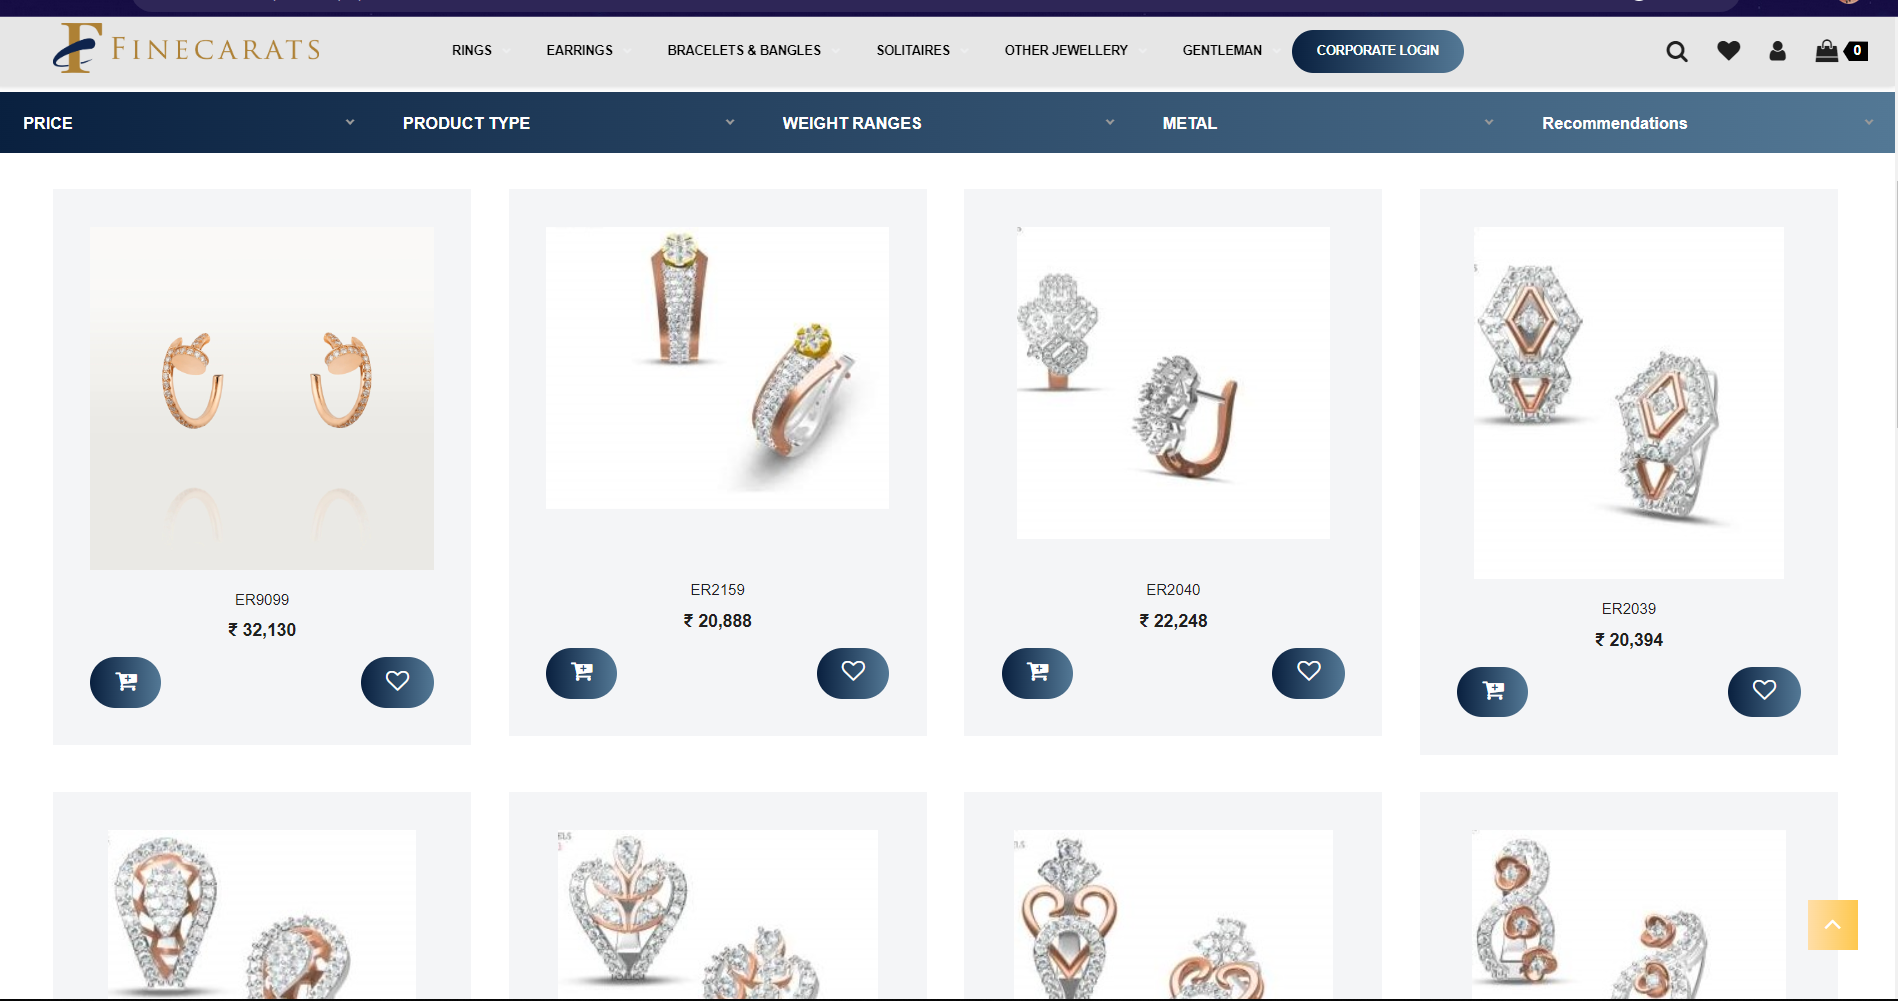 FINECARATS
RINGS EARRINGS BRACELETS & BANGLES SOLITAIRES OTHER JEWELLERY GENTLEMAN CORPORATE LOGIN 0
PRICE PRODUCT TYPE WEIGHT RANGES METAL Recommendations
ER9099
₹ 32,130
ER2159
₹ 20,888
ER2040
₹ 22,248
ER2039
₹ 20,394
ELS